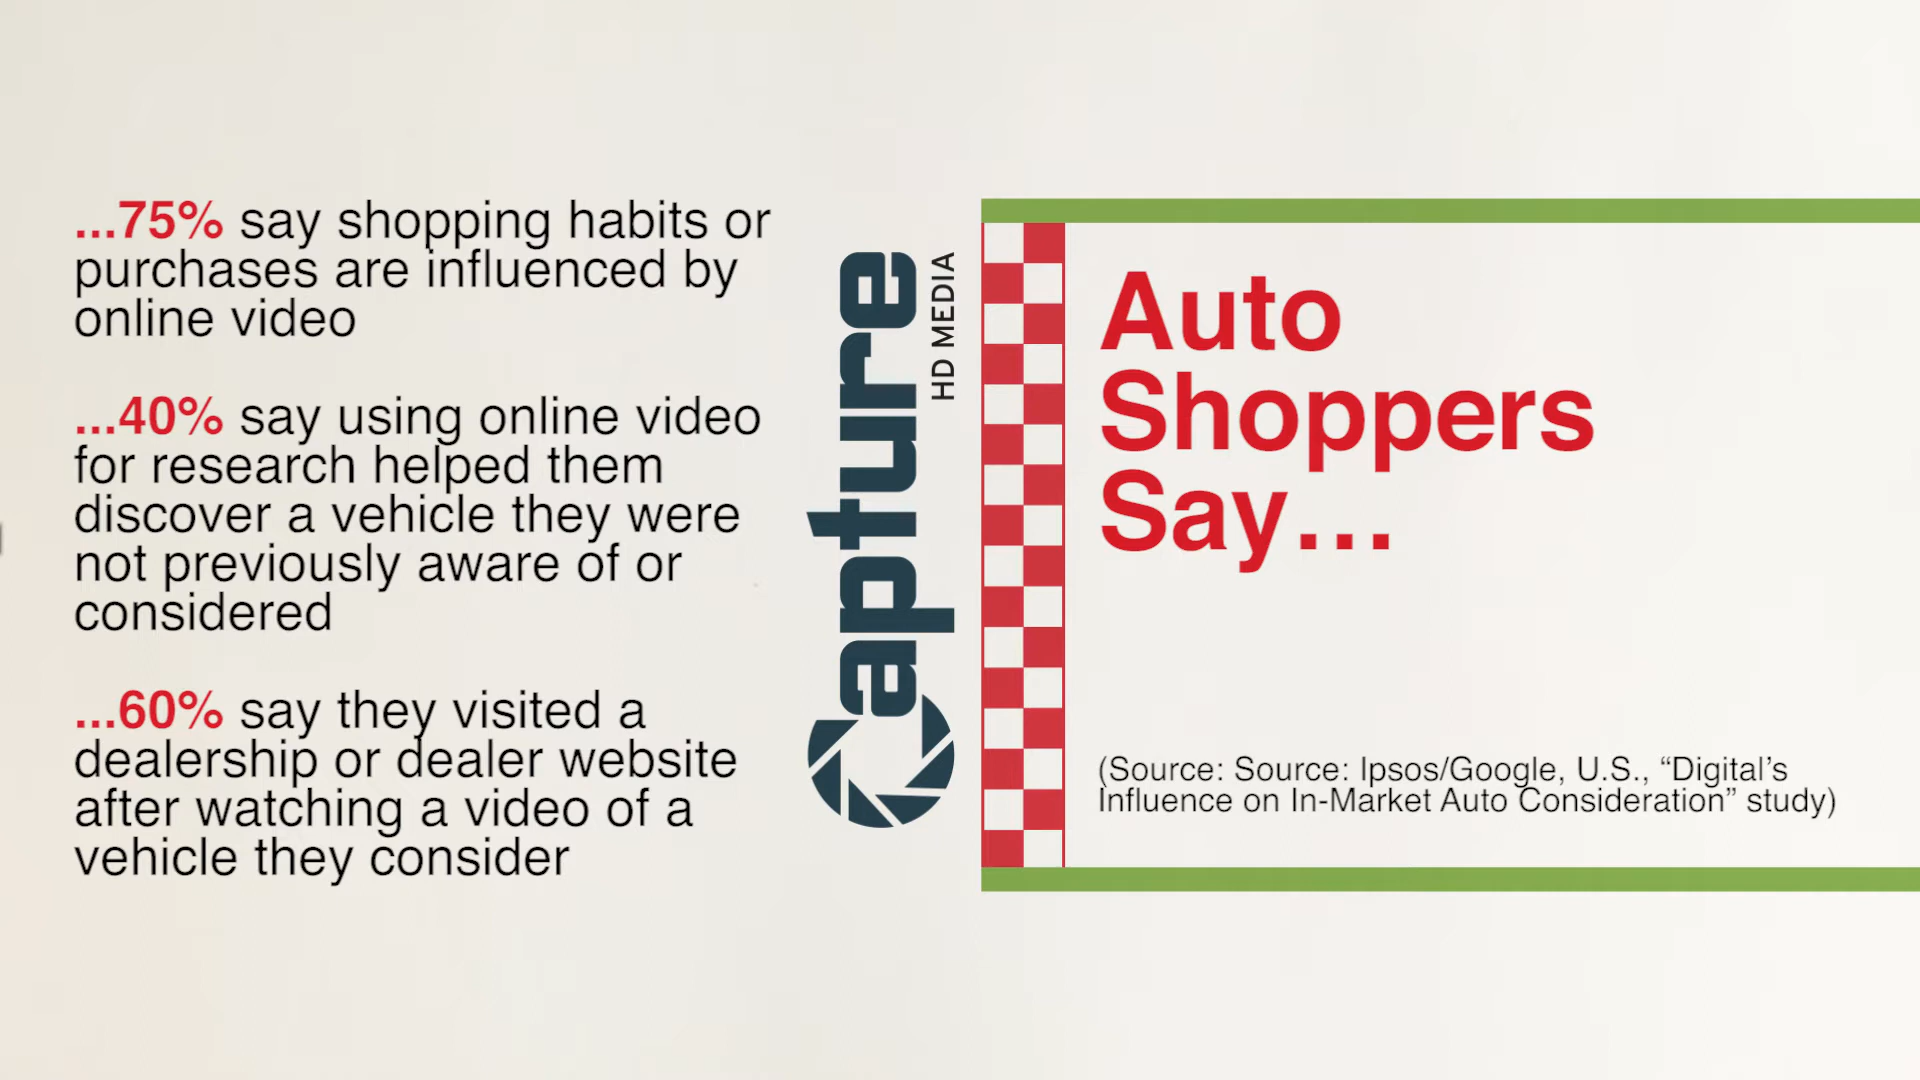 ...75% say shopping habits or
purchases are influenced by
online video
...40% say using online video
for research helped them
discover a vehicle they were
not previously aware of or
considered
...60% say they visited a
dealership or dealer website
after watching a video of a
vehicle they consider
Capture
HD MEDIA
Auto
Shoppers
Say...
(Source: Source: Ipsos/Google, U.S., “Digital’s
Influence on In-Market Auto Consideration” study)